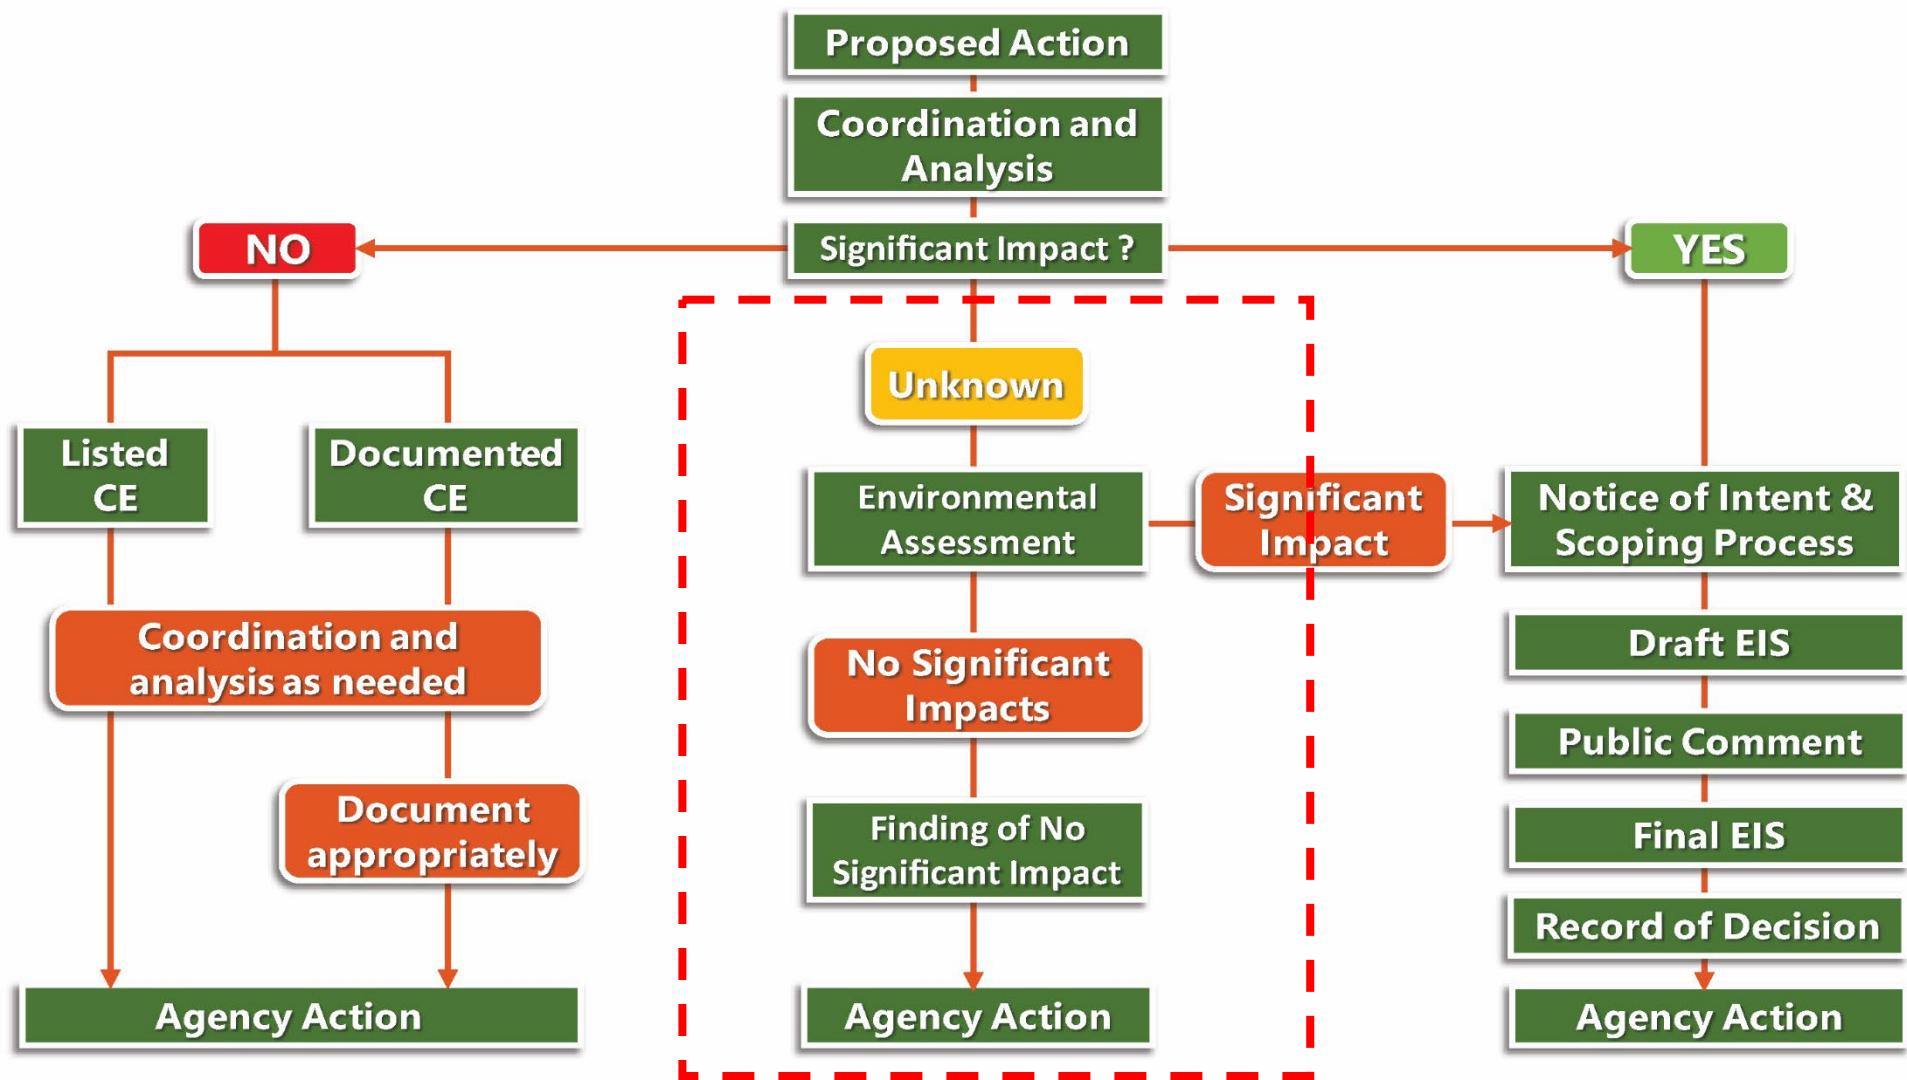 Proposed Action
Coordination and
Analysis
Significant Impact ?
NO
YES
Unknown
Listed
CE
Documented
CE
Environmental
Assessment
Significant
Impact
Notice of Intent &
Scoping Process
Coordination and
analysis as needed
No Significant
Impacts
Draft EIS
Public Comment
Document
appropriately
Finding of No
Significant Impact
Final EIS
Record of Decision
Agency Action
Agency Action
Agency Action